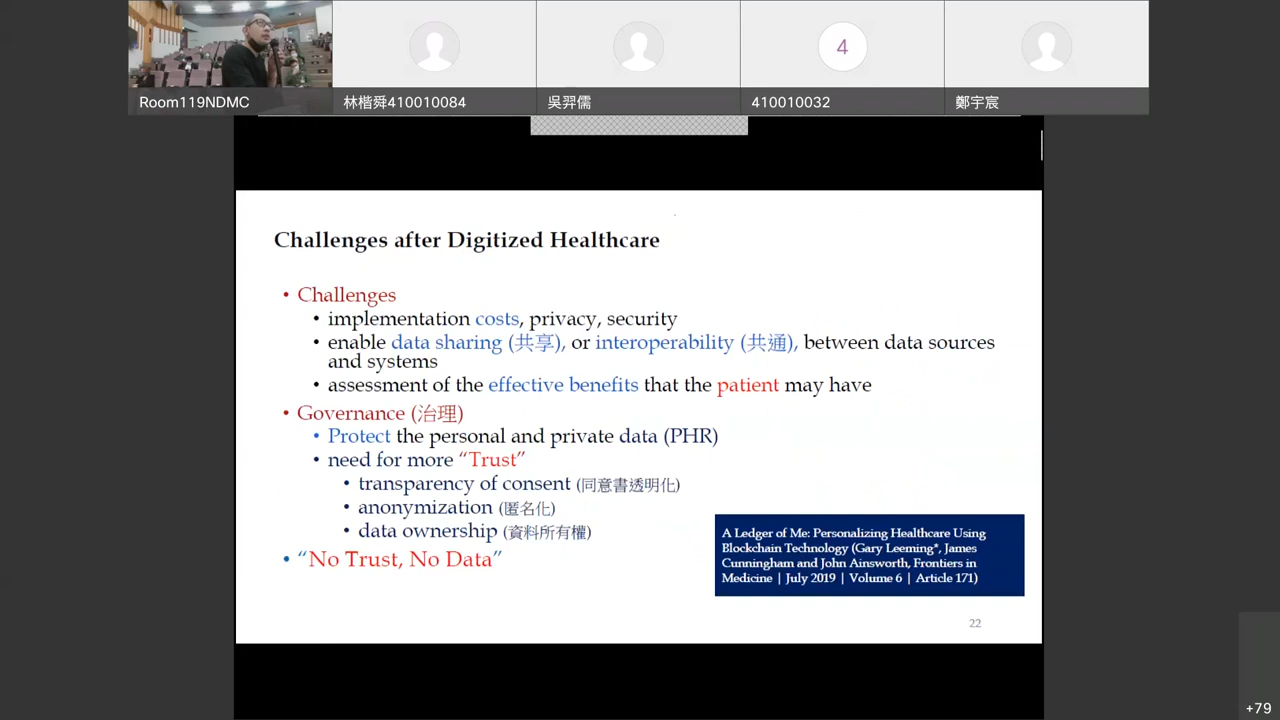 Room119NDMC
林楷舜410010084
吳羿儒
4
410010032
鄭宇宸
Challenges after Digitized Healthcare
• Challenges
• implementation costs, privacy, security
• enable data sharing (共享), or interoperability (共通), between data sources
and systems
• assessment of the effective benefits that the patient may have
• Governance (治理)
• Protect the personal and private data (PHR)
• need for more “Trust”
• transparency of consent (同意書透明化)
• anonymization (匿名化)
• data ownership (資料所有權)
• “No Trust, No Data”
A Ledger of Me: Personalizing Healthcare Using
Blockchain Technology (Gary Leeming*, James
Cunningham and John Ainsworth, Frontiers in
Medicine | July 2019 | Volume 6 | Article 171)
22
+79